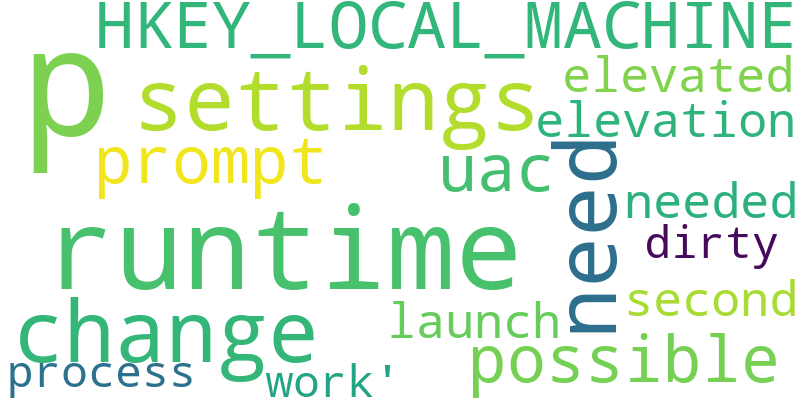 HKEY_LOCAL_MACHINE
p
settings
elevated
elevation
prompt
uac
need
needed
runtime
dirty
change
second
launch
possible
process
work'